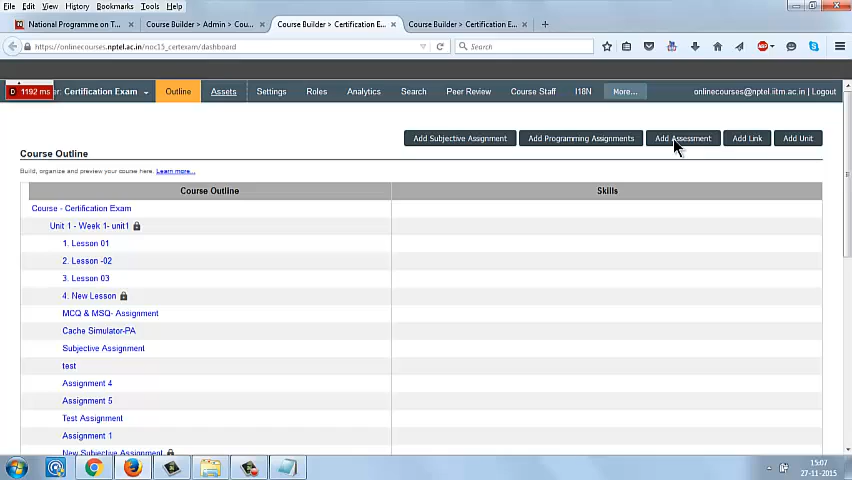 File Edit View History Bookmarks Tools Help
National Programme on T... Course Builder > Admin > Cou... Course Builder > Certification E... Course Builder > Certification E...
https://onlinecourses.nptel.ac.in/noc15_certexam/dashboard Search
D 1192 ms er: Certification Exam Outline Assets Settings Roles Analytics Search Peer Review Course Staff I18N More... onlinecourses@nptel.iitm.ac.in | Logout
Add Subjective Assignment Add Programming Assignments Add Assessment Add Link Add Unit
Course Outline
Build, organize and preview your course here. Learn more...
Course Outline Skills
Course - Certification Exam
Unit 1 - Week 1- unit1
1. Lesson 01
2. Lesson -02
3. Lesson 03
4. New Lesson
MCQ & MSQ- Assignment
Cache Simulator-PA
Subjective Assignment
test
Assignment 4
Assignment 5
Test Assignment
Assignment 1
New Subjective Assignment
15:07
27-11-2015